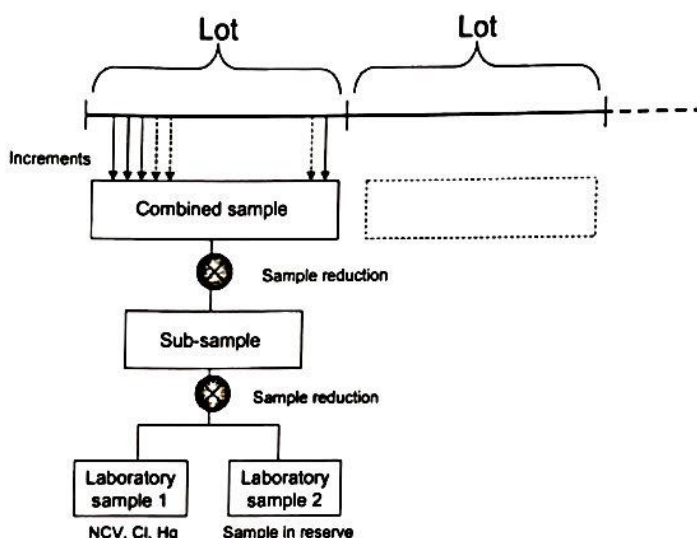 Lot
Lot
Increments
Combined sample
Sample reduction
Sub-sample
Sample reduction
Laboratory
sample 1
Laboratory
sample 2
NCV, Cl, Hg
Sample in reserve